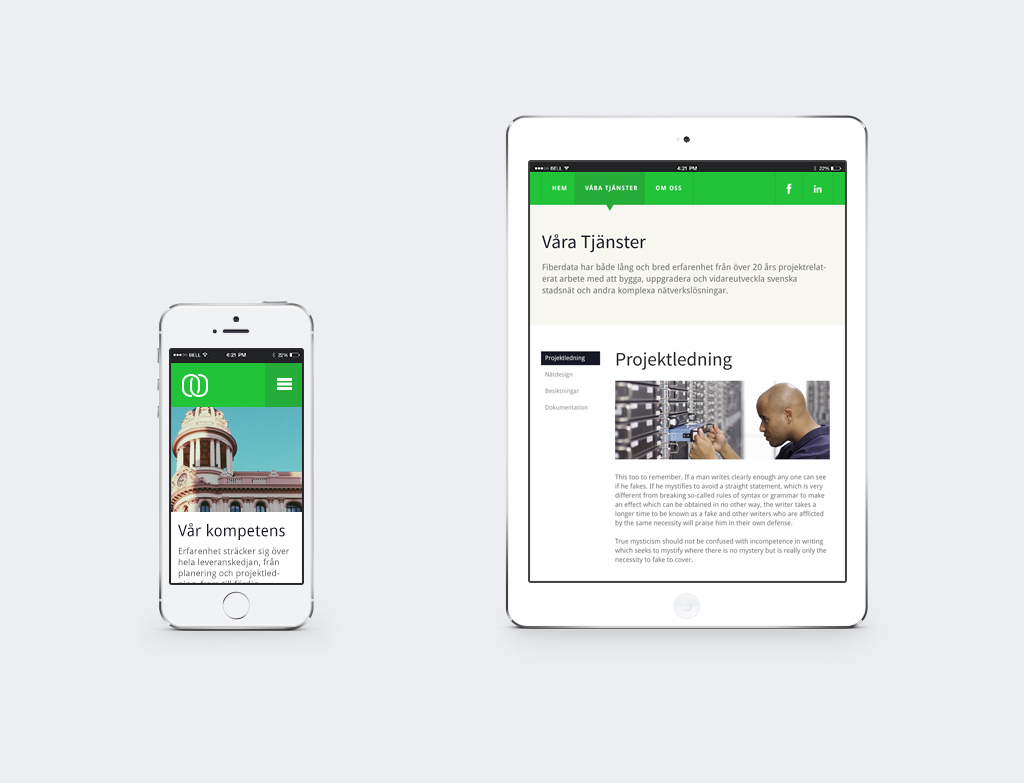 BELL
4:21 PM
22%
Vår kompetens
Erfarenhet sträcker sig över
hela leveranskedjan, från
planering och projektled-
BELL
4:21 PM
22%
HEM
VÅRA TJÄNSTER
OM OSS
f
in
Våra Tjänster
Fiberdata har både lång och bred erfarenhet från över 20 års projektrelat-
erat arbete med att bygga, uppgradera och vidareutveckla svenska
stadsnät och andra komplexa nätverkslösningar.
Projektledning
Nätdesign
Besiktningar
Dokumentation
Projektledning
This too to remember. If a man writes clearly enough any one can see
if he fakes. If he mystifies to avoid a straight statement, which is very
different from breaking so-called rules of syntax or grammar to make
an effect which can be obtained in no other way, the writer takes a
longer time to be known as a fake and other writers who are afflicted
by the same necessity will praise him in their own defense.
True mysticism should not be confused with incompetence in writing
which seeks to mystify where there is no mystery but is really only the
necessity to fake to cover.